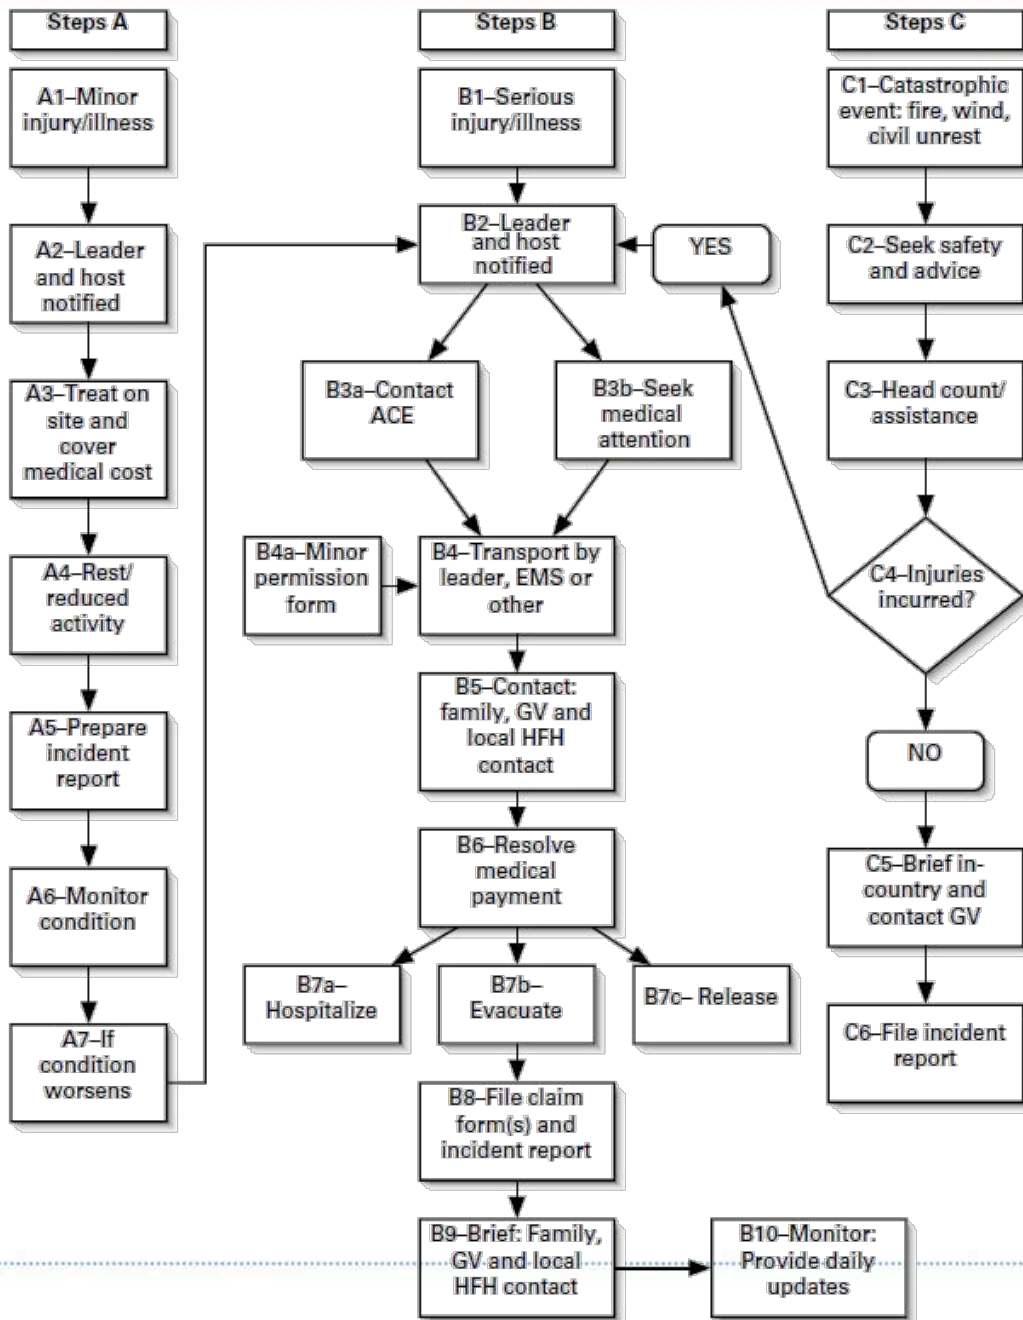 Steps A
A1–Minor
injury/illness
A2–Leader
and host
notified
A3–Treat on
site and
cover
medical cost
A4–Rest/
reduced
activity
A5–Prepare
incident
report
A6–Monitor
condition
A7–If
condition
worsens
Steps B
B1–Serious
injury/illness
B2–Leader
and host
notified
YES
B3a–Contact
ACE
B3b–Seek
medical
attention
B4a–Minor
permission
form
B4–Transport by
leader, EMS or
other
B5–Contact:
family, GV and
local HFH
contact
B6–Resolve
medical
payment
B7a–
Hospitalize
B7b–
Evacuate
B7c– Release
B8–File claim
form(s) and
incident report
B9–Brief: Family,
GV and local
HFH contact
B10–Monitor:
Provide daily
updates
Steps C
C1–Catastrophic
event: fire, wind,
civil unrest
C2–Seek safety
and advice
C3–Head count/
assistance
C4–Injuries
incurred?
NO
C5–Brief in-
country and
contact GV
C6–File incident
report